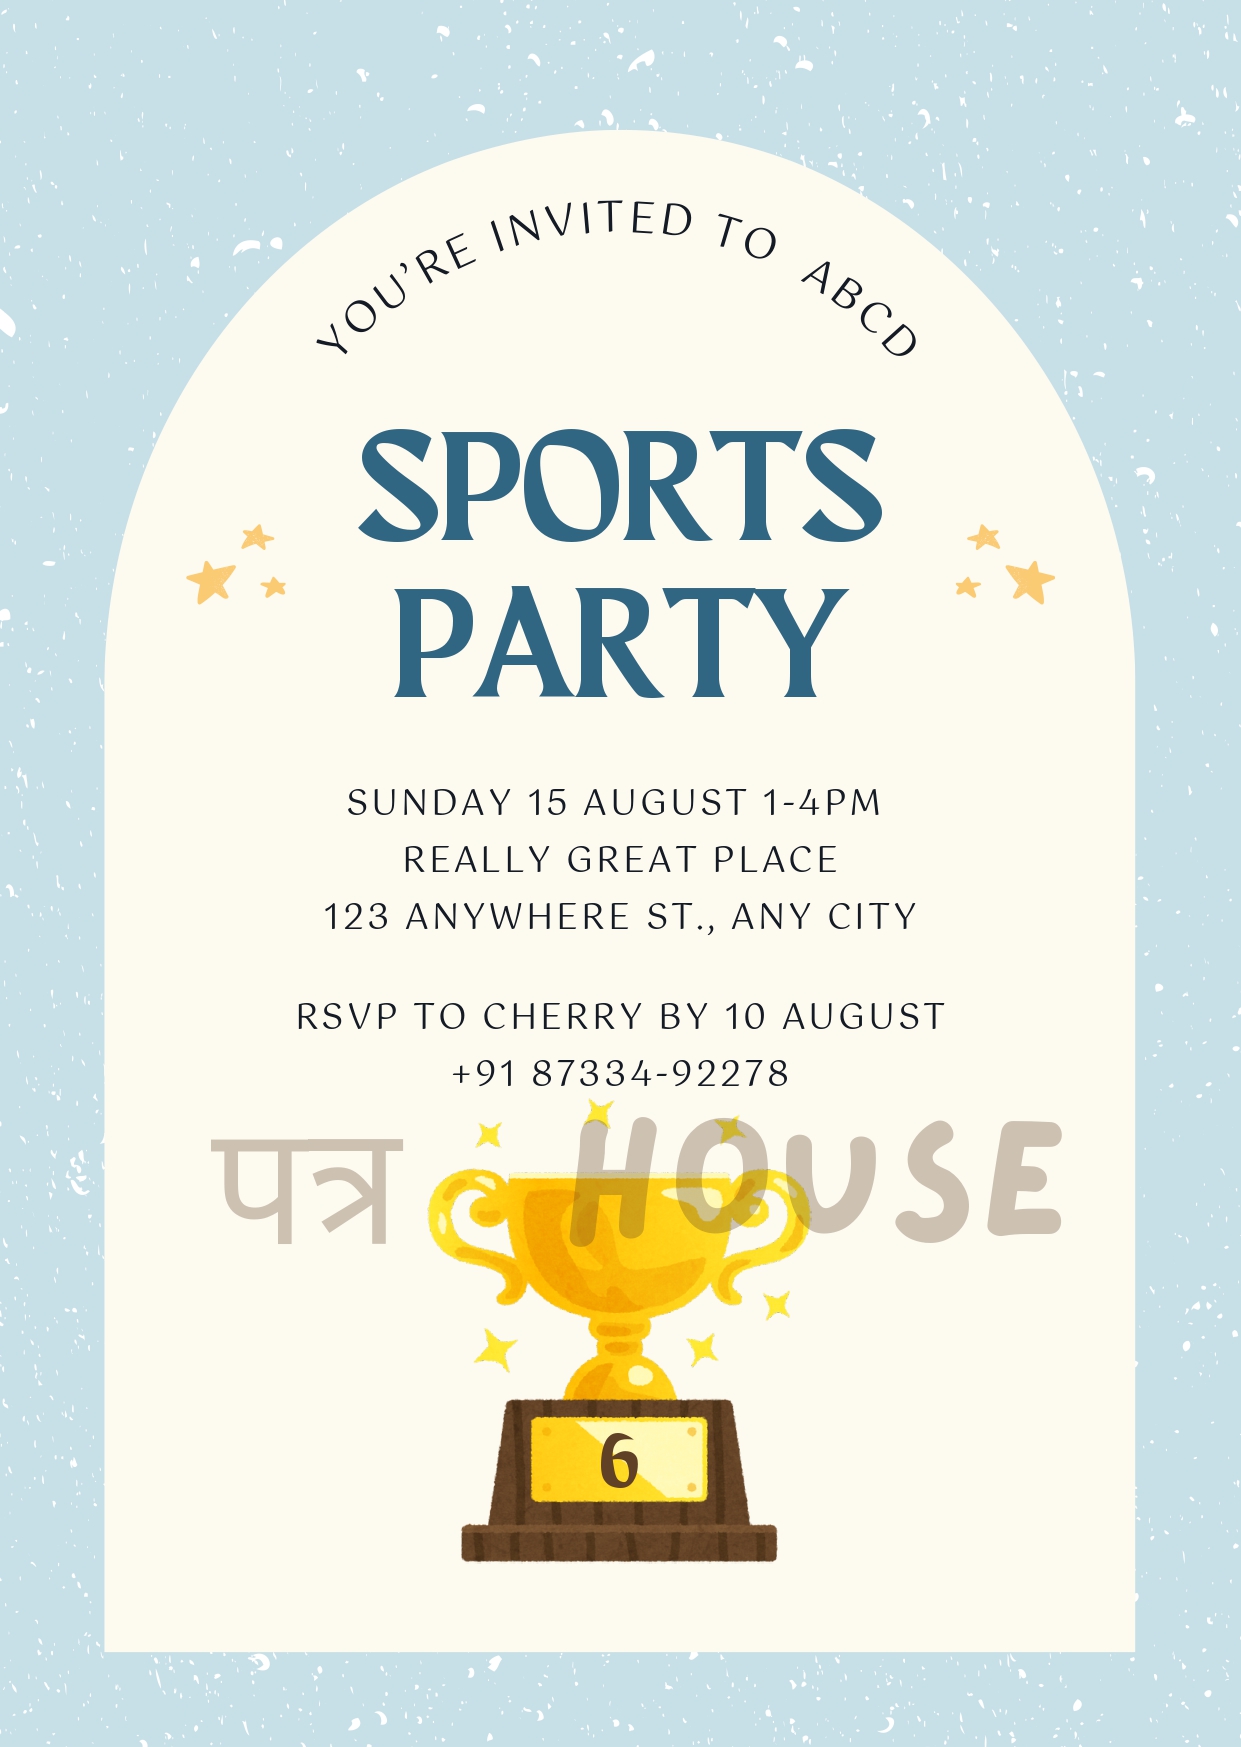 YOU'RE INVITED TO ABCD
SPORTS
PARTY
SUNDAY 15 AUGUST 1-4PM
REALLY GREAT PLACE
123 ANYWHERE ST., ANY CITY
RSVP TO CHERRY BY 10 AUGUST
+91 87334-92278
पत्र HOUSE
6